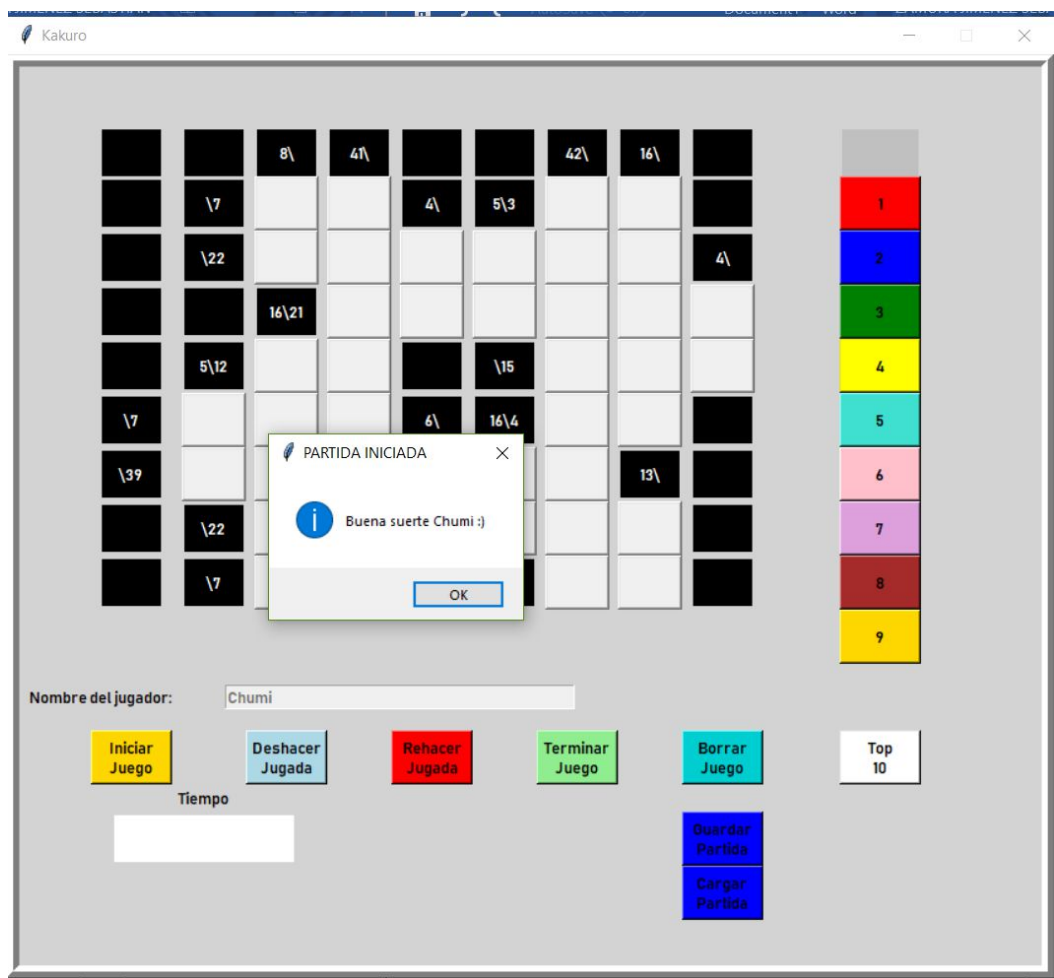 Kakuro
8\ 41\ 42\ 16\
\7 4\ 5\3 1
\22 4\ 2
16\21 3
5\12 \15 4
\7 6\ 16\4 5
PARTIDA INICIADA
\39 13\ 6
Buena suerte Chumi :)
\22 7
\7 8
OK
9
Nombre del jugador: Chumi
Iniciar Deshacer Rehacer Terminar Borrar Top
Juego Jugada Jugada Juego Juego 10
Tiempo
Guardar
Partida
Cargar
Partida